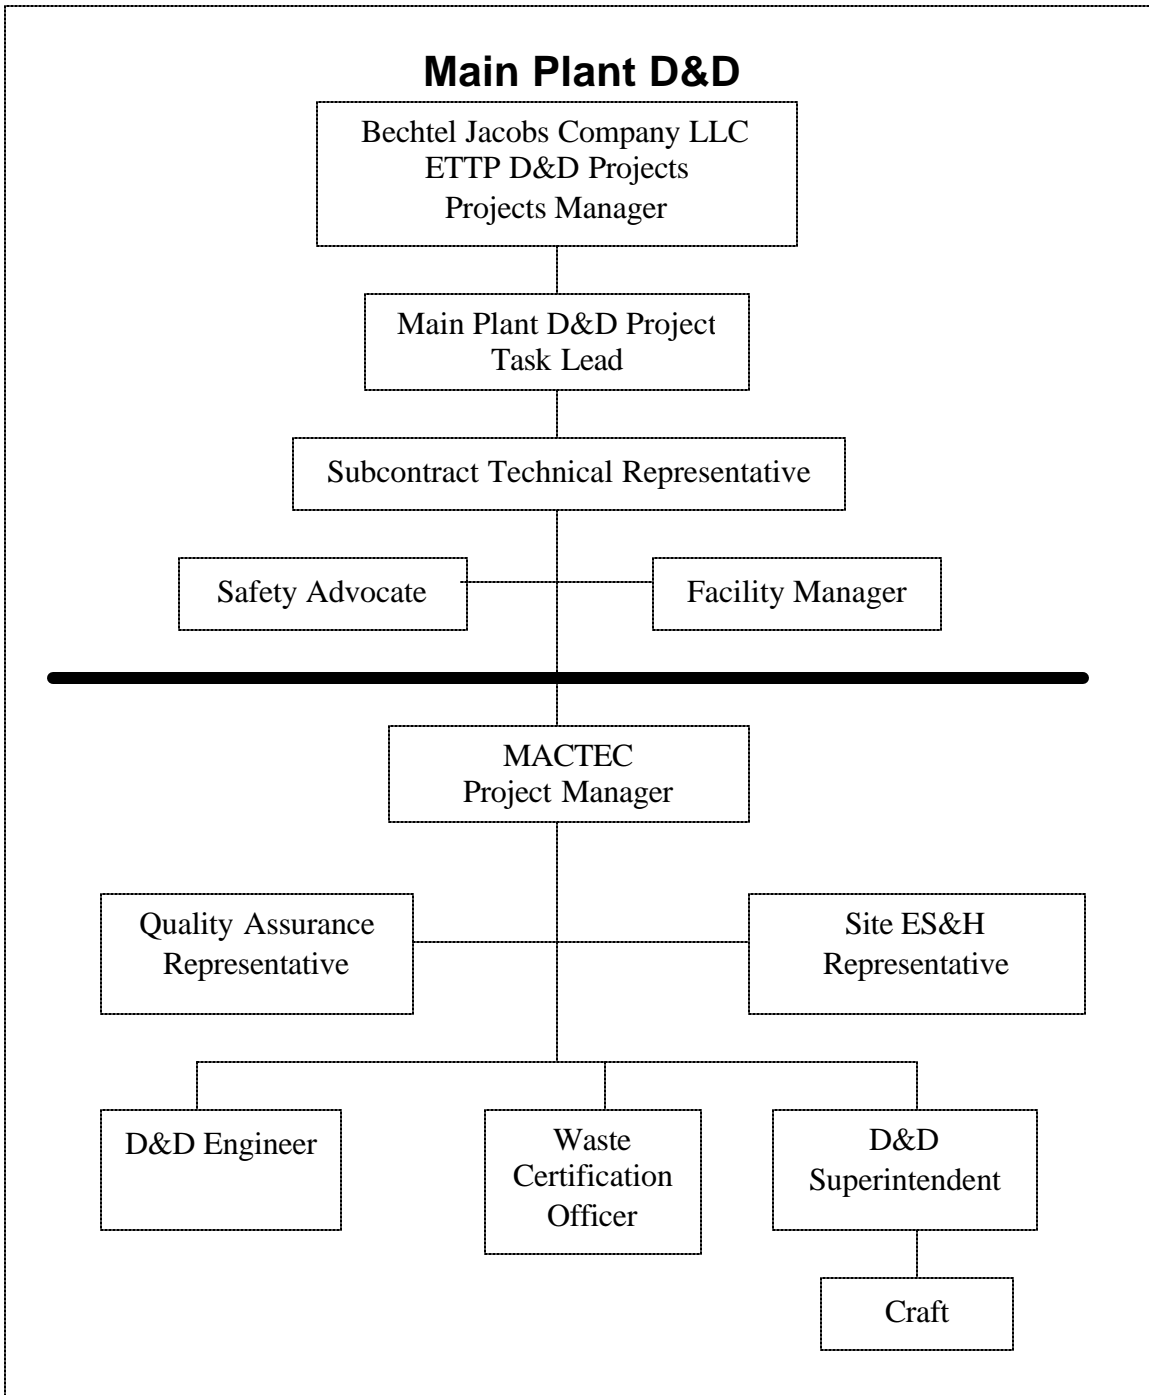 Main Plant D&D
Bechtel Jacobs Company LLC
ETTP D&D Projects
Projects Manager
Main Plant D&D Project
Task Lead
Subcontract Technical Representative
Safety Advocate
Facility Manager
MACTEC
Project Manager
Quality Assurance
Representative
Site ES&H
Representative
D&D Engineer
Waste
Certification
Officer
D&D
Superintendent
Craft